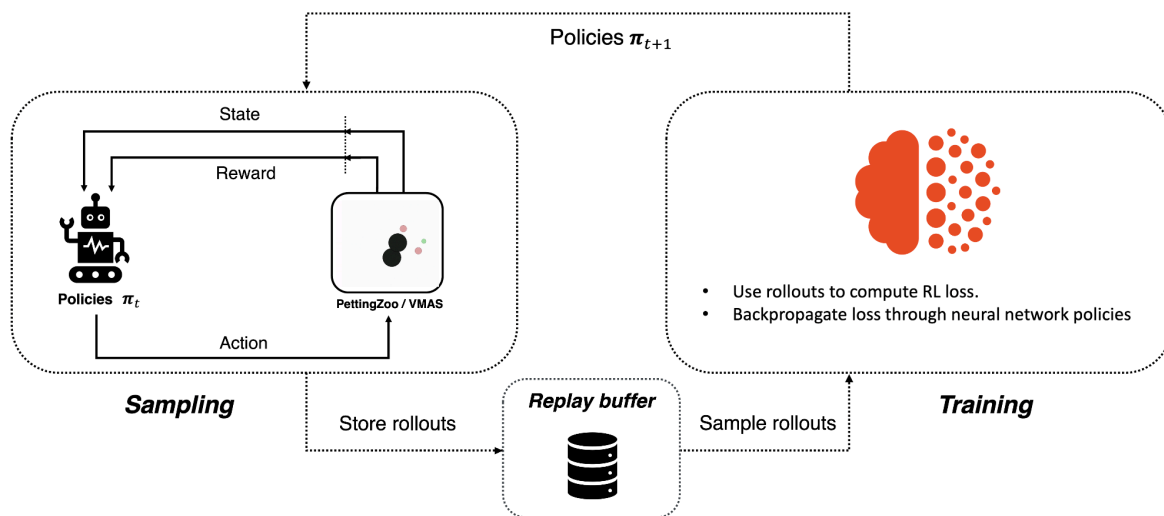 Policies π_{t+1}
State
Reward
Policies π_t
PettingZoo / VMAS
Action
Sampling
• Use rollouts to compute RL loss.
• Backpropagate loss through neural network policies
Training
Store rollouts
Replay buffer
Sample rollouts